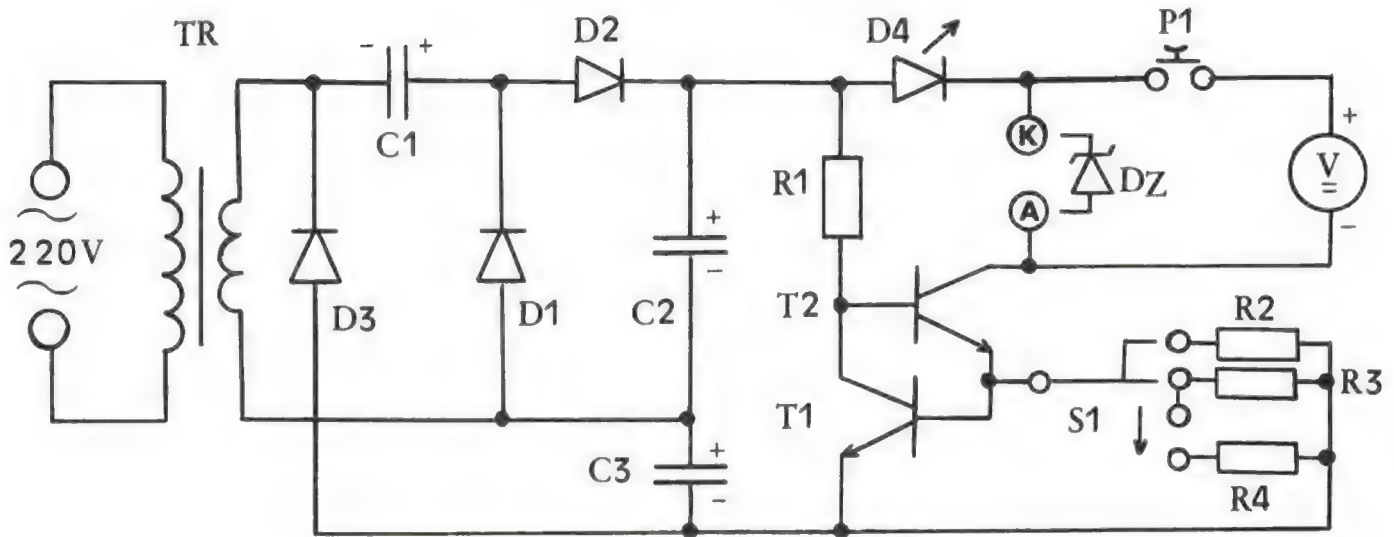 TR
- +
C1
D2
D4
P1
K
DZ
A
+
V
=
-
R1
220V
D3
D1
+
-
C2
T2
R2
R3
S1
T1
R4
+
-
C3